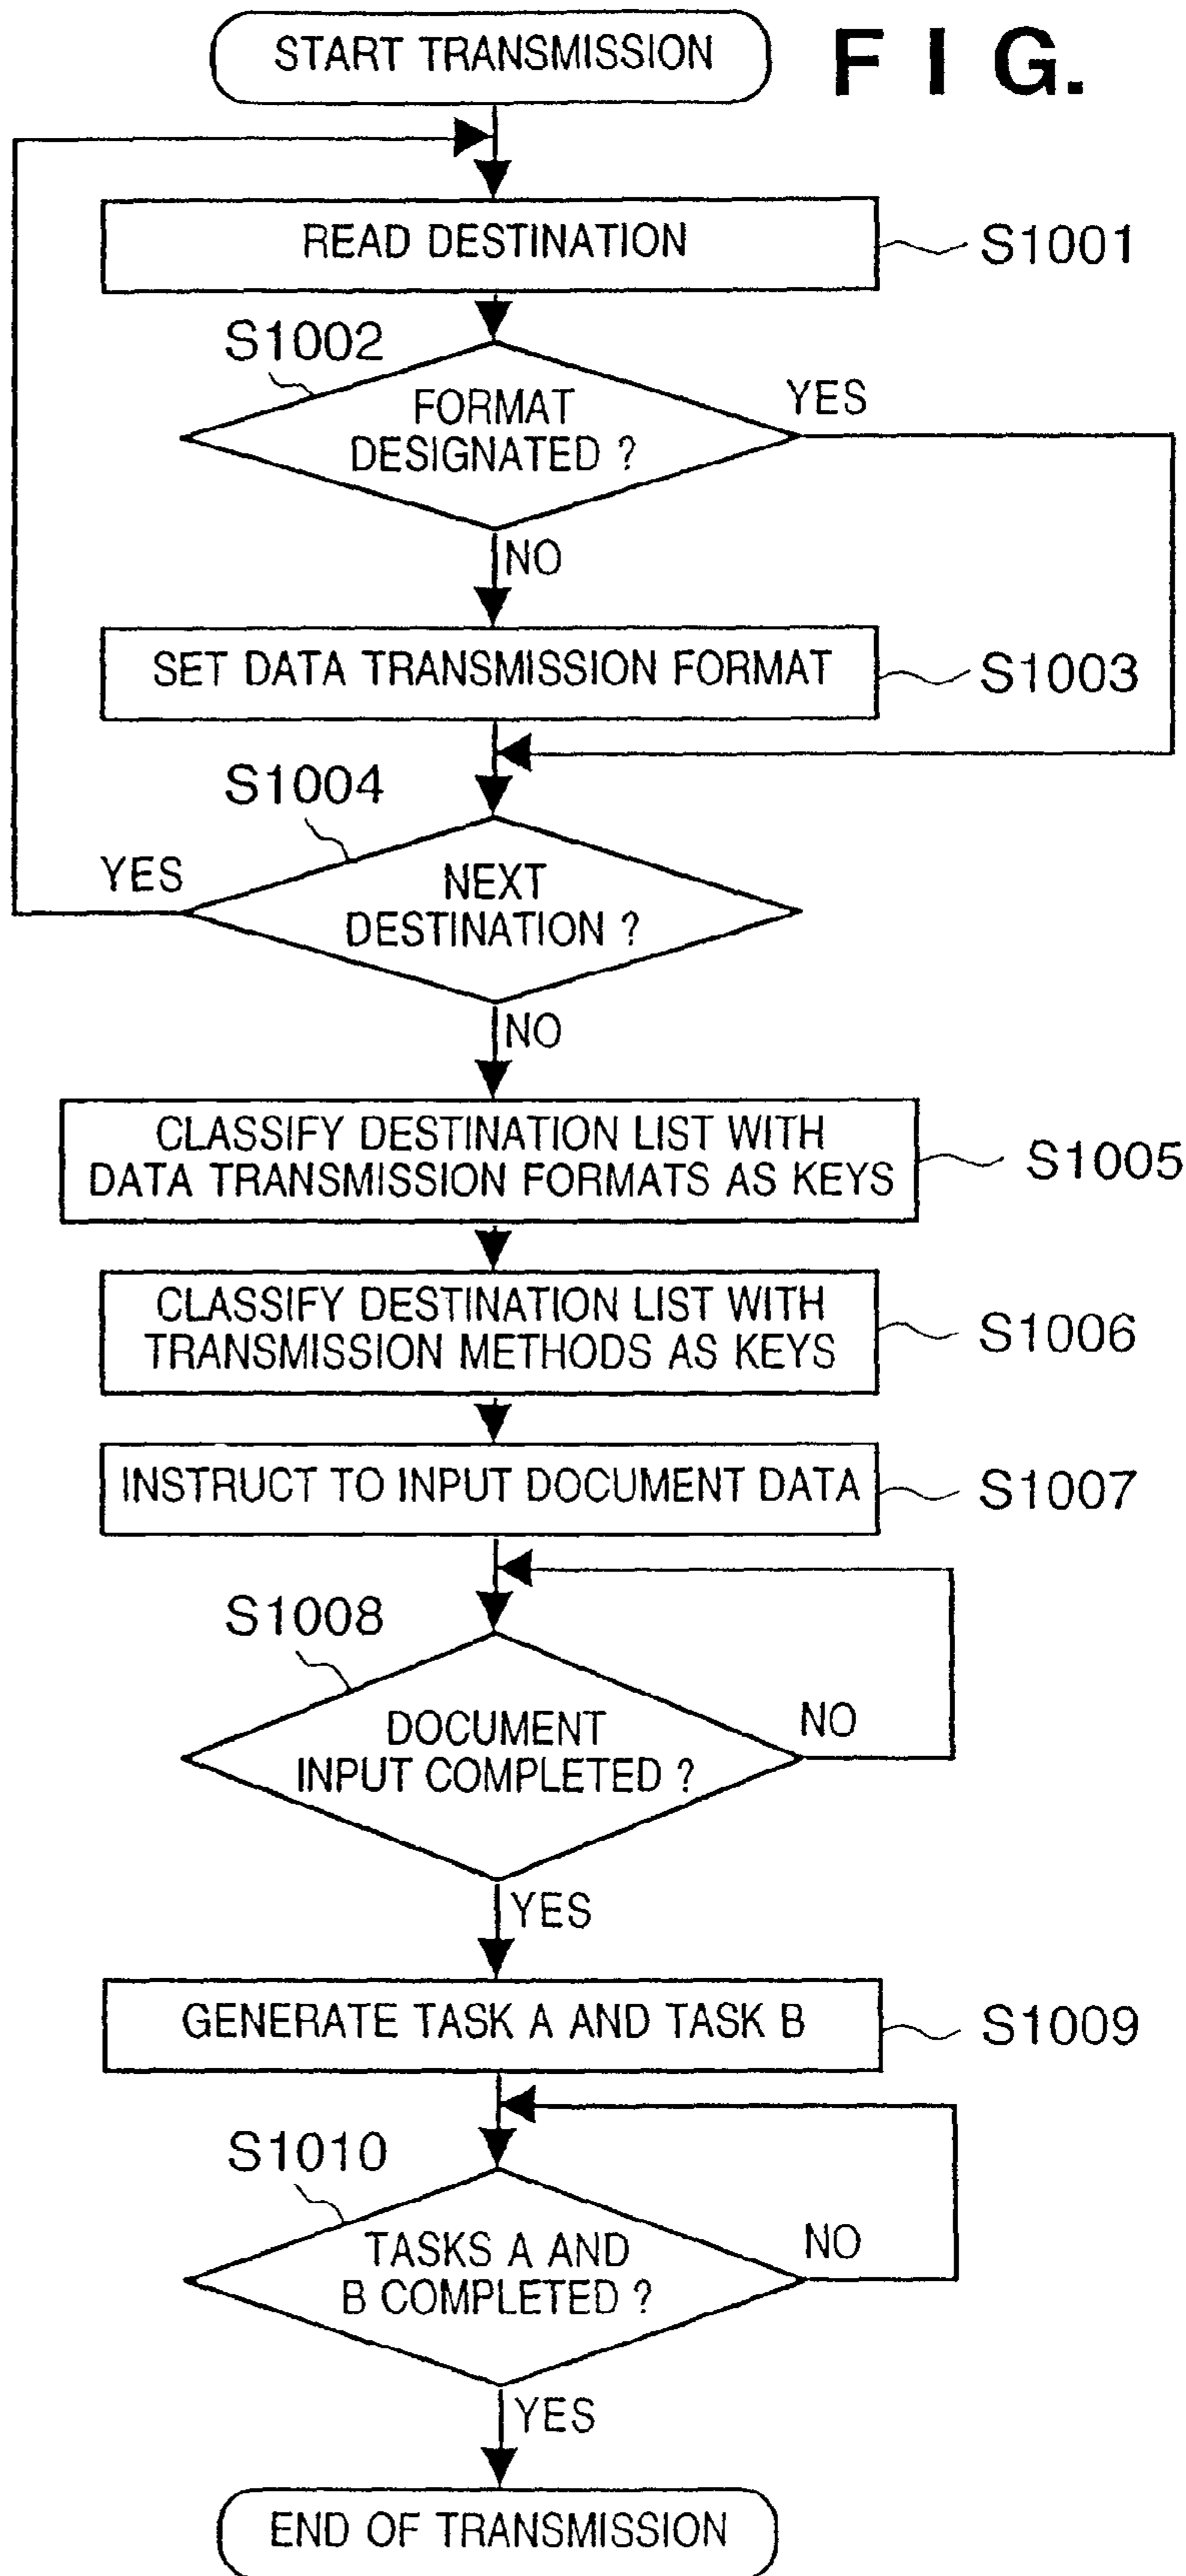 START TRANSMISSION
FIG.
READ DESTINATION
S1001
S1002
FORMAT
DESIGNATED ?
YES
NO
SET DATA TRANSMISSION FORMAT
S1003
S1004
YES
NEXT
DESTINATION ?
NO
CLASSIFY DESTINATION LIST WITH
DATA TRANSMISSION FORMATS AS KEYS
S1005
CLASSIFY DESTINATION LIST WITH
TRANSMISSION METHODS AS KEYS
S1006
INSTRUCT TO INPUT DOCUMENT DATA
S1007
S1008
DOCUMENT
INPUT COMPLETED ?
NO
YES
GENERATE TASK A AND TASK B
S1009
S1010
TASKS A AND
B COMPLETED ?
NO
YES
END OF TRANSMISSION